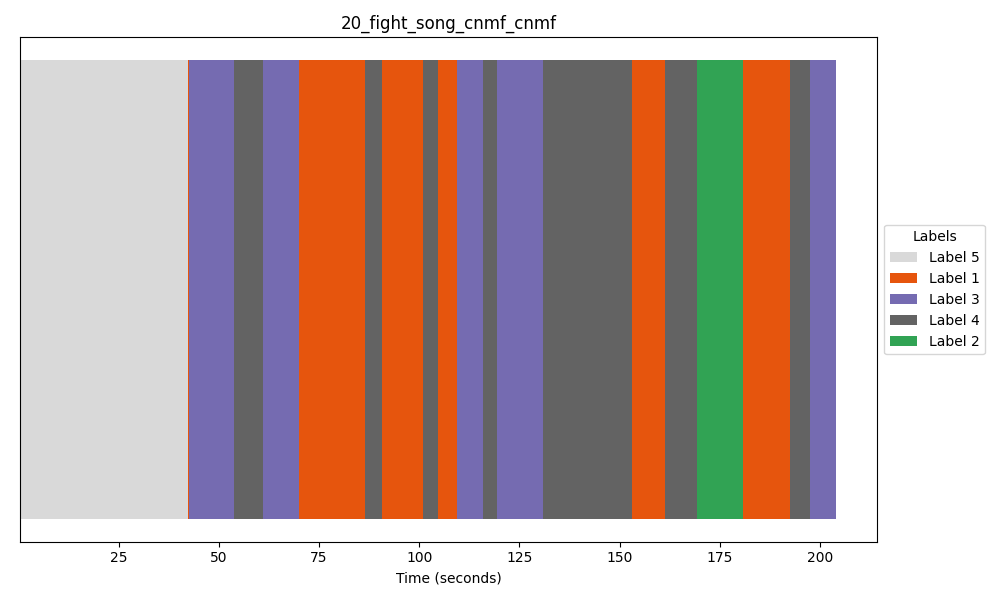 20_fight_song_cnmf_cnmf
Labels
Label 5
Label 1
Label 3
Label 4
Label 2
25 50 75 100 125 150 175 200
Time (seconds)